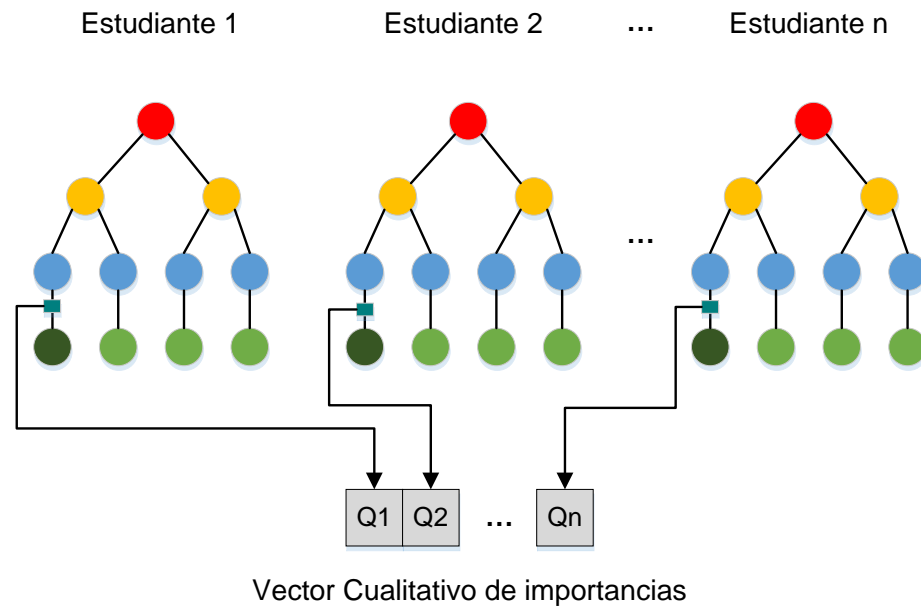 Estudiante 1 Estudiante 2 ... Estudiante n
...
Q1 Q2 ... Qn
Vector Cualitativo de importancias